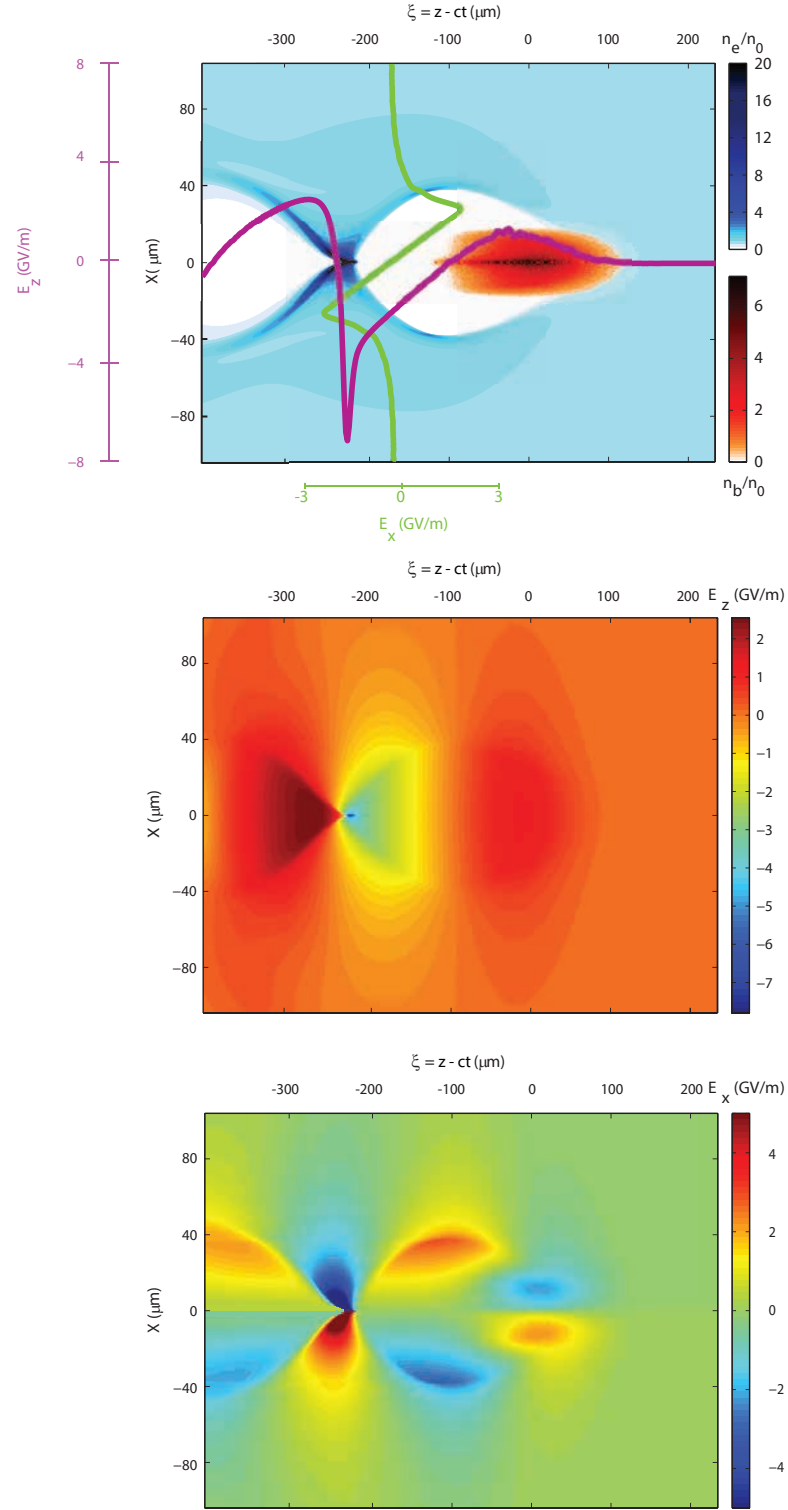 ξ = z - ct (μm)
-300 -200 -100 0 100 200 n_e/n_0
8 4 0 -4 -8
E_z (GV/m)
80 40 0 −40 −80
X( μm)
20 16 12 8 4 0
6 4 2 0
n_b/n_0
-3 0 3
E_x (GV/m)
ξ = z - ct (μm)
-300 -200 -100 0 100 200 E_z (GV/m)
80 40 0 −40 −80
X (μm)
2 1 0 −1 −2 −3 −4 −5 −6 −7
ξ = z - ct (μm)
-300 -200 -100 0 100 200 E_x (GV/m)
80 40 0 −40 −80
X (μm)
4 2 0 −2 −4